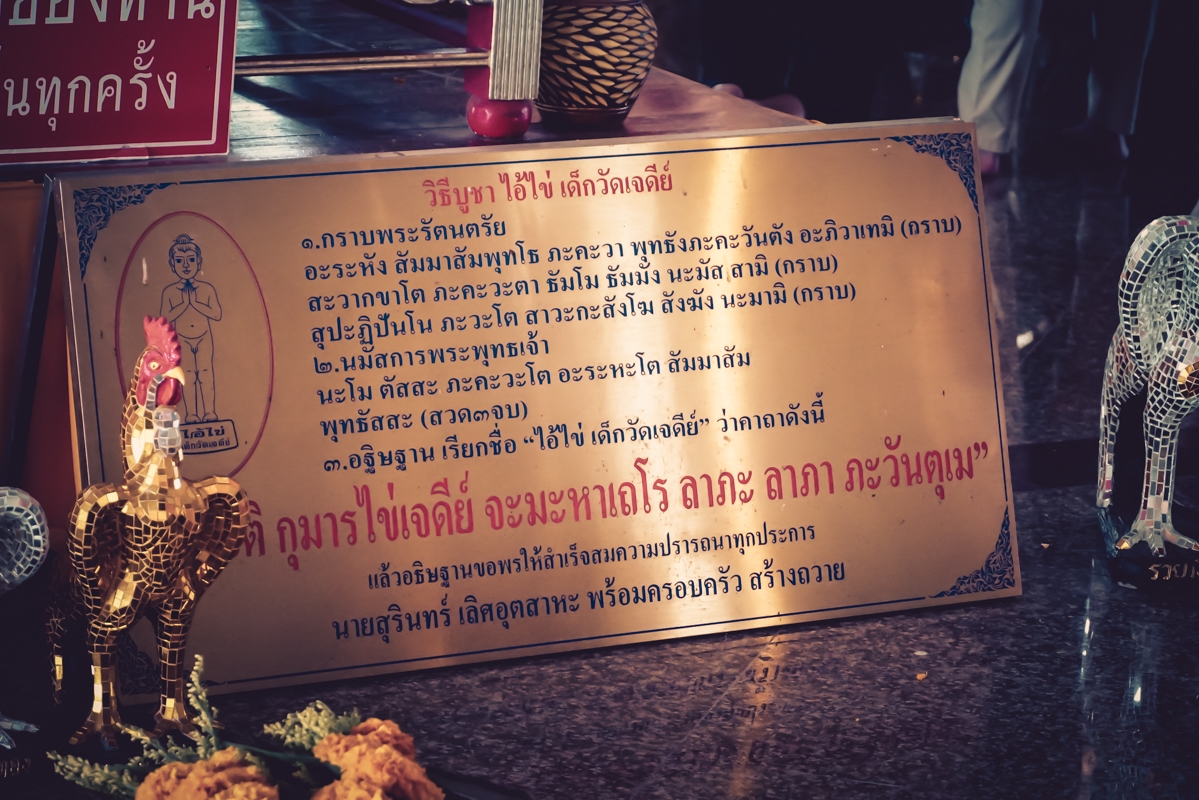 ของท่าน
นทุกครั้ง
วิธีบูชา ไอ้ไข่ เด็กวัดเจดีย์
๑.กราบพระรัตนตรัย
อะระหัง สัมมาสัมพุทโธ ภะคะวา พุทธังภะคะวันตัง อะภิวาเทมิ (กราบ)
สะวากขาโต ภะคะวะตา ธัมโม ธัมมัง นะมัส สามิ (กราบ)
สุปะฏิปันโน ภะวะโต สาวะกะสังโฆ สังฆัง นะมามิ (กราบ)
๒.นมัสการพระพุทธเจ้า
นะโม ตัสสะ ภะคะวะโต อะระหะโต สัมมาสัม
พุทธัสสะ (สวด๓จบ)
๓.อฐิษฐาน เรียกชื่อ “ไอ้ไข่ เด็กวัดเจดีย์” ว่าคาถาดังนี้
ติ กุมารไข่เจดีย์ จะมะหาเถโร ลาภะ ลาภา ภะวันตุเม”
แล้วอธิษฐานขอพรให้สำเร็จสมความปรารถนาทุกประการ
นายสุรินทร์ เลิศอุตสาหะ พร้อมครอบครัว สร้างถวาย
ไอ้ไข่
เด็กวัดเจดีย์